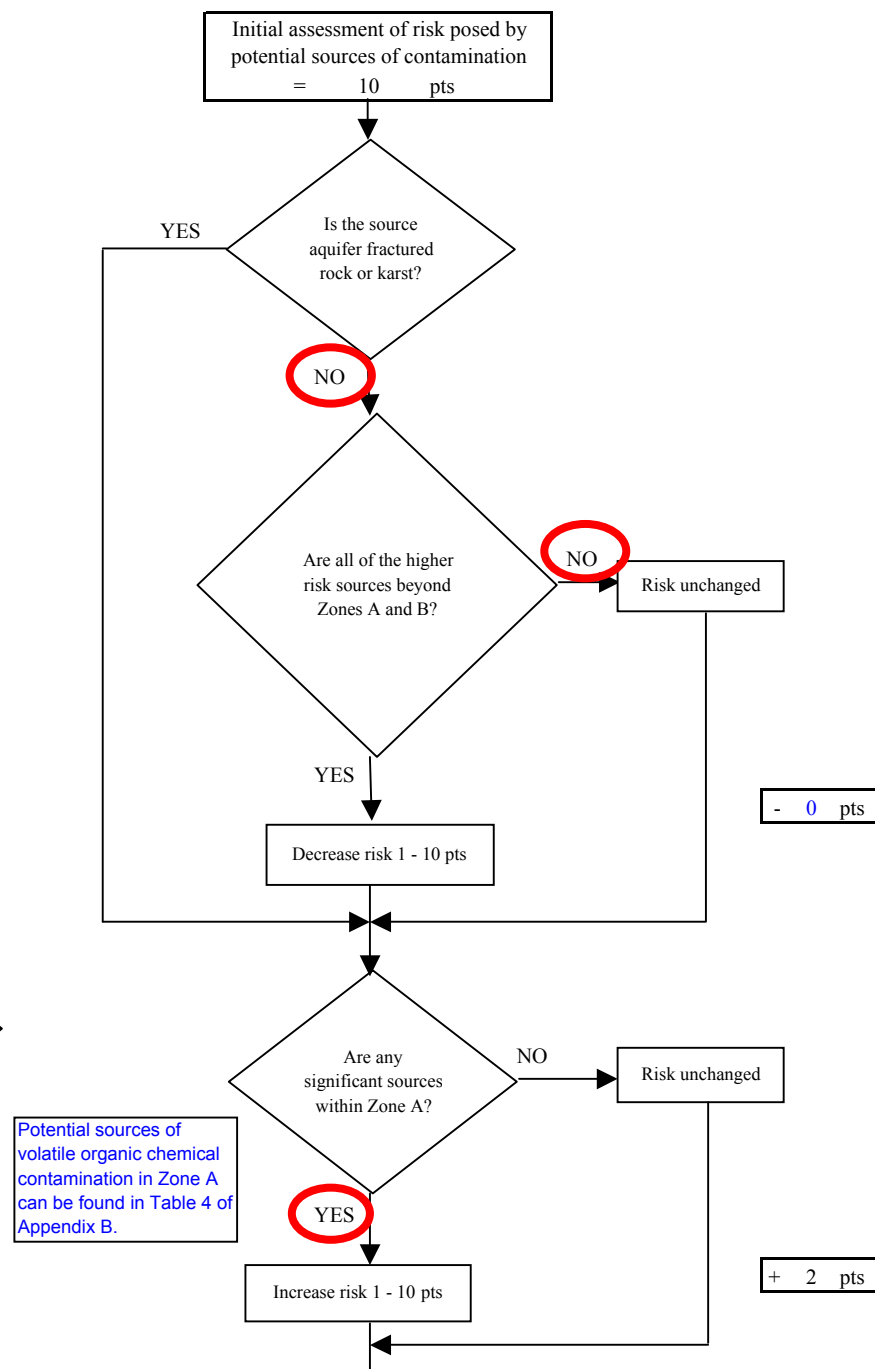 Initial assessment of risk posed by
potential sources of contamination
= 10 pts
YES
Is the source
aquifer fractured
rock or karst?
NO
Are all of the higher
risk sources beyond
Zones A and B?
NO
Risk unchanged
YES
- 0 pts
Decrease risk 1 - 10 pts
Are any
significant sources
within Zone A?
NO
Risk unchanged
Potential sources of
volatile organic chemical
contamination in Zone A
can be found in Table 4 of
Appendix B.
YES
Increase risk 1 - 10 pts
+ 2 pts